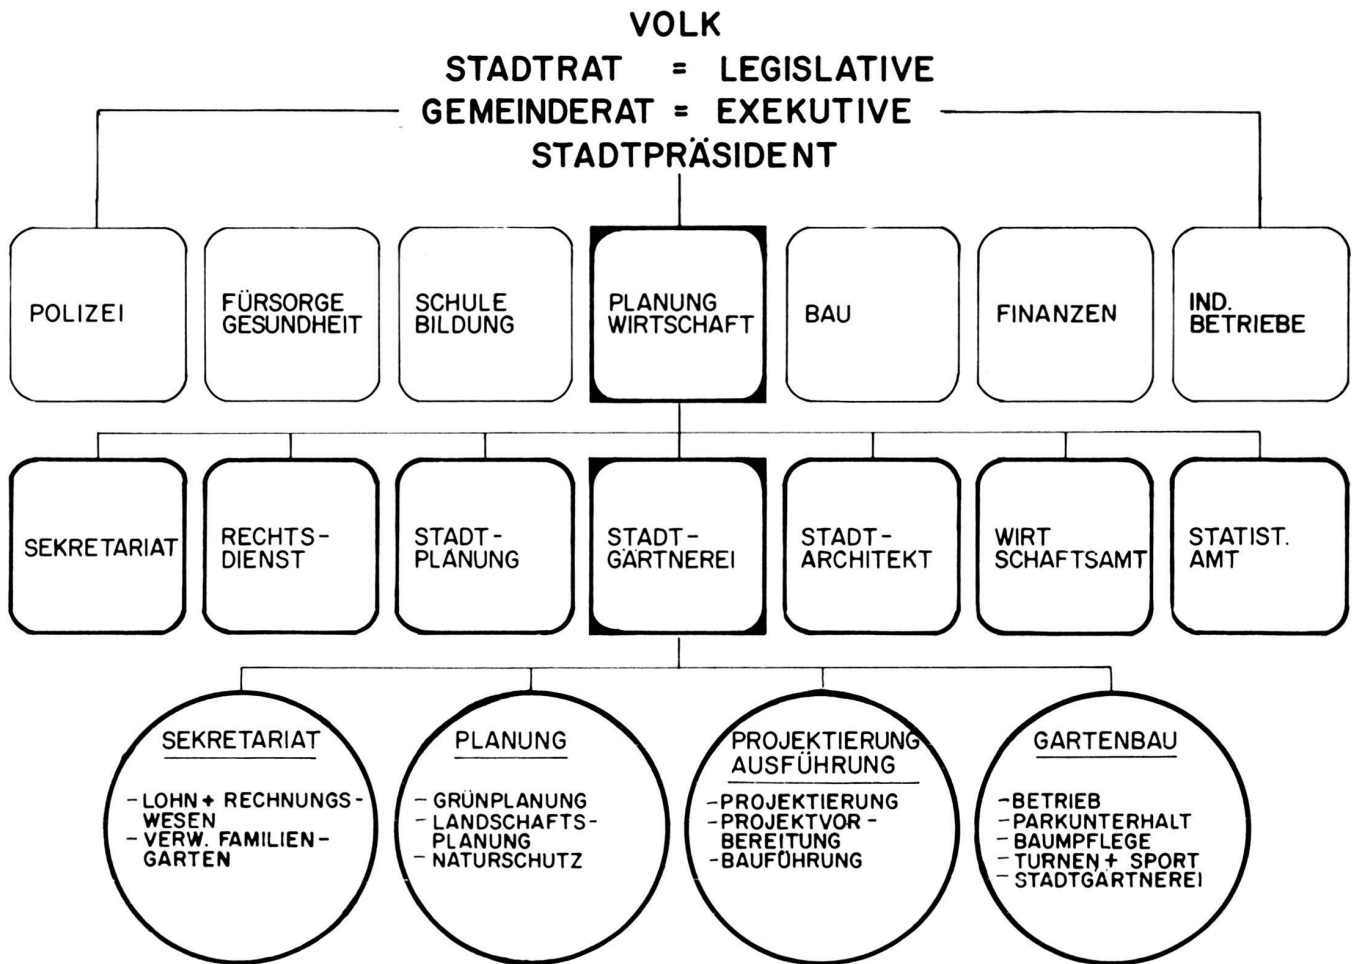 VOLK
STADTRAT = LEGISLATIVE
GEMEINDERAT = EXEKUTIVE
STADTPRÄSIDENT
POLIZEI
FÜRSORGE
GESUNDHEIT
SCHULE
BILDUNG
PLANUNG
WIRTSCHAFT
BAU
FINANZEN
IND.
BETRIEBE
SEKRETARIAT
RECHTS-
DIENST
STADT-
PLANUNG
STADT-
GÄRTNEREI
STADT-
ARCHITEKT
WIRT
SCHAFTSAMT
STATIST.
AMT
SEKRETARIAT
- LOHN + RECHNUNGS-
WESEN
- VERW. FAMILIEN-
GARTEN
PLANUNG
- GRÜNPLANUNG
- LANDSCHAFTS-
PLANUNG
- NATURSCHUTZ
PROJEKTIERUNG
AUSFÜHRUNG
- PROJEKTIERUNG
- PROJEKTVOR-
BEREITUNG
- BAUFÜHRUNG
GARTENBAU
- BETRIEB
- PARKUNTERHALT
- BAUMPFLEGE
- TURNEN + SPORT
- STADTGÄRTNEREI